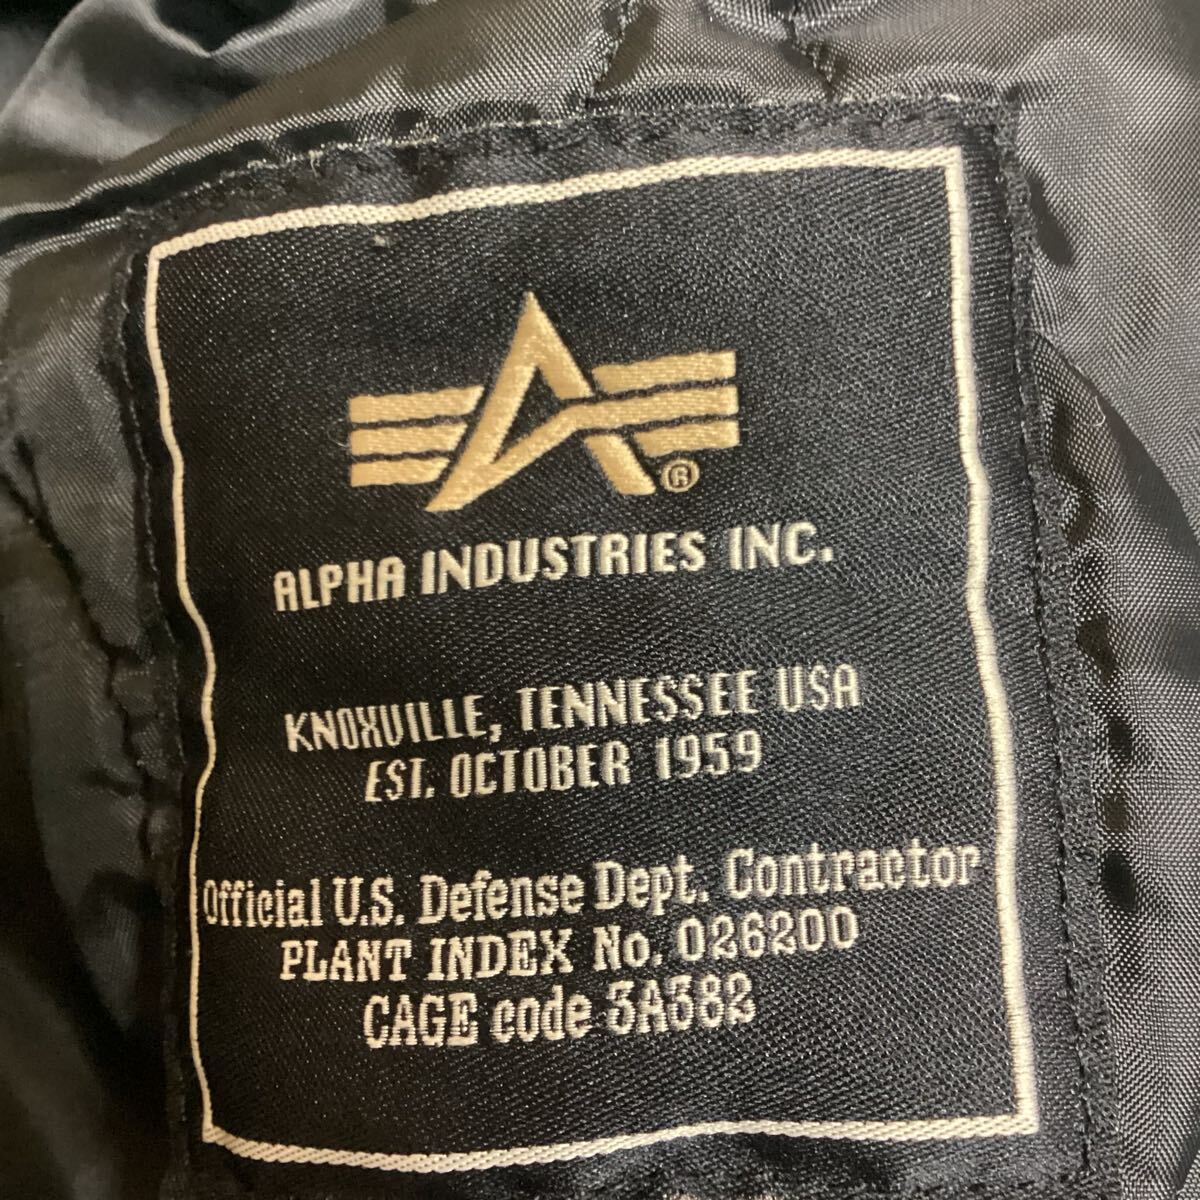 ®
ALPHA INDUSTRIES INC.
KNOXVILLE, TENNESSEE USA
EST. OCTOBER 1959
Official U.S. Defense Dept. Contractor
PLANT INDEX No. 026200
CAGE code 3A382